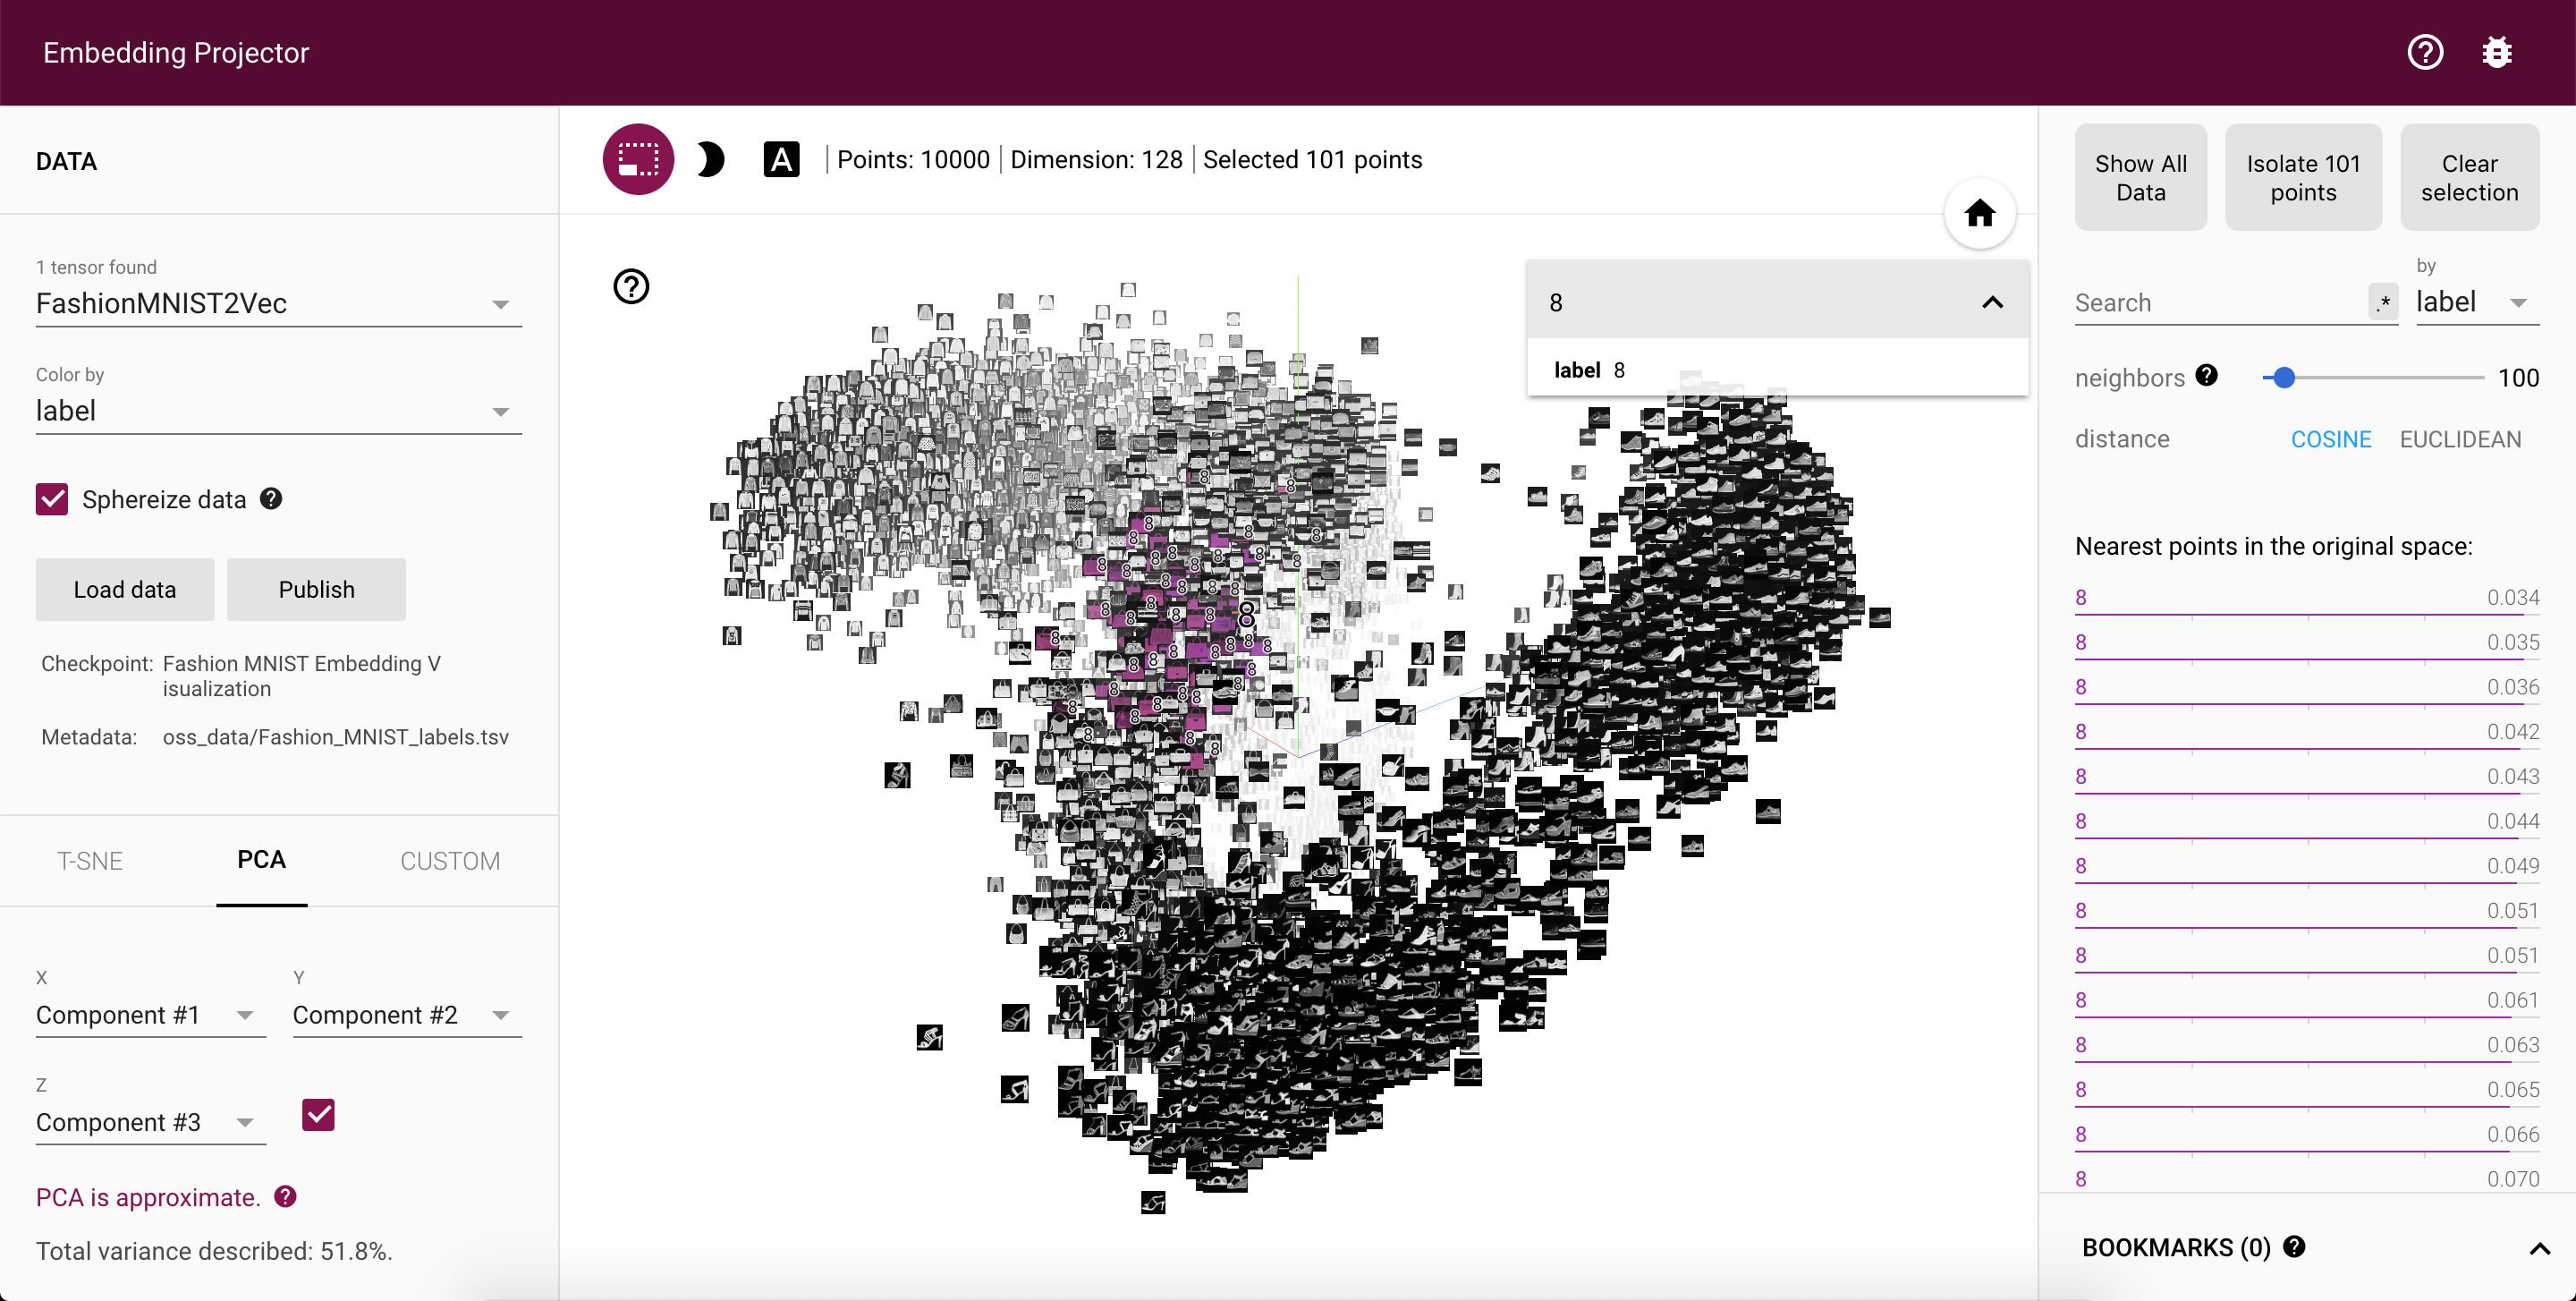 Embedding Projector
DATA
1 tensor found
FashionMNIST2Vec
Color by
label
Sphereize data
Load data
Publish
Checkpoint: Fashion MNIST Embedding V
isualization
Metadata: oss_data/Fashion_MNIST_labels.tsv
T-SNE
PCA
CUSTOM
X
Component #1
Y
Component #2
Z
Component #3
PCA is approximate.
Total variance described: 51.8%.
A
Points: 10000
Dimension: 128
Selected 101 points
8
label 8
Show All
Data
Isolate 101
points
Clear
selection
Search
.*
by
label
neighbors
100
distance
COSINE
EUCLIDEAN
Nearest points in the original space:
8 0.034
8 0.035
8 0.036
8 0.042
8 0.043
8 0.044
8 0.049
8 0.051
8 0.051
8 0.061
8 0.063
8 0.065
8 0.066
8 0.070
BOOKMARKS (0)